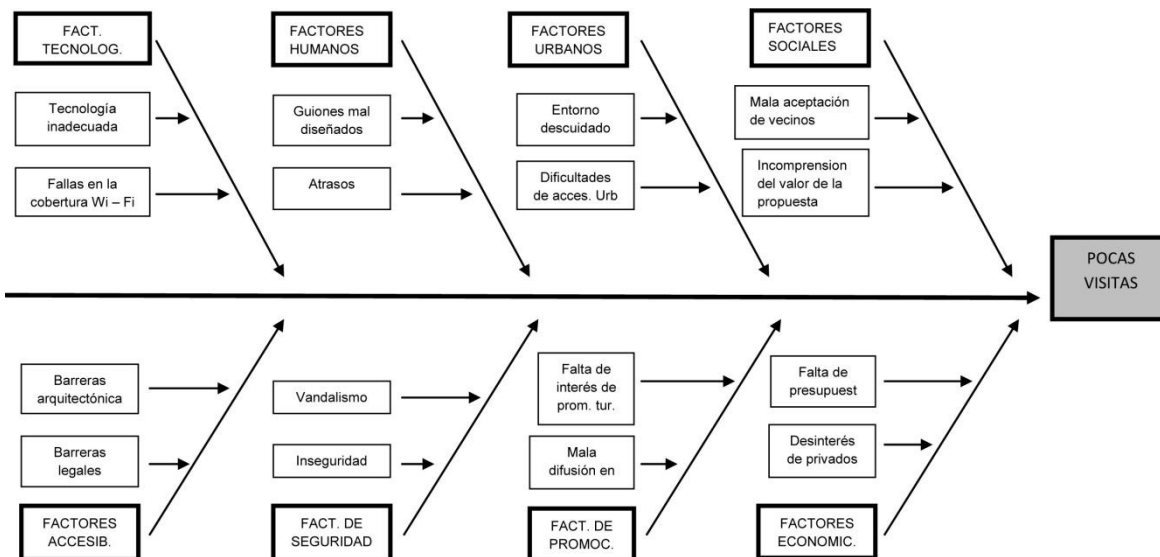 FACT.
TECNOLOG.
FACTORES
HUMANOS
FACTORES
URBANOS
FACTORES
SOCIALES
Tecnología
inadecuada
Guiones mal
diseñados
Entorno
descuidado
Mala aceptación
de vecinos
Fallas en la
cobertura Wi – Fi
Atrasos
Dificultades
de acces. Urb
Incomprension
del valor de la
propuesta
POCAS
VISITAS
Barreras
arquitectónica
Vandalismo
Falta de
interés de
prom. tur.
Falta de
presupuest
Barreras
legales
Inseguridad
Mala
difusión en
Desinterés
de privados
FACTORES
ACCESIB.
FACT. DE
SEGURIDAD
FACT. DE
PROMOC.
FACTORES
ECONOMIC.